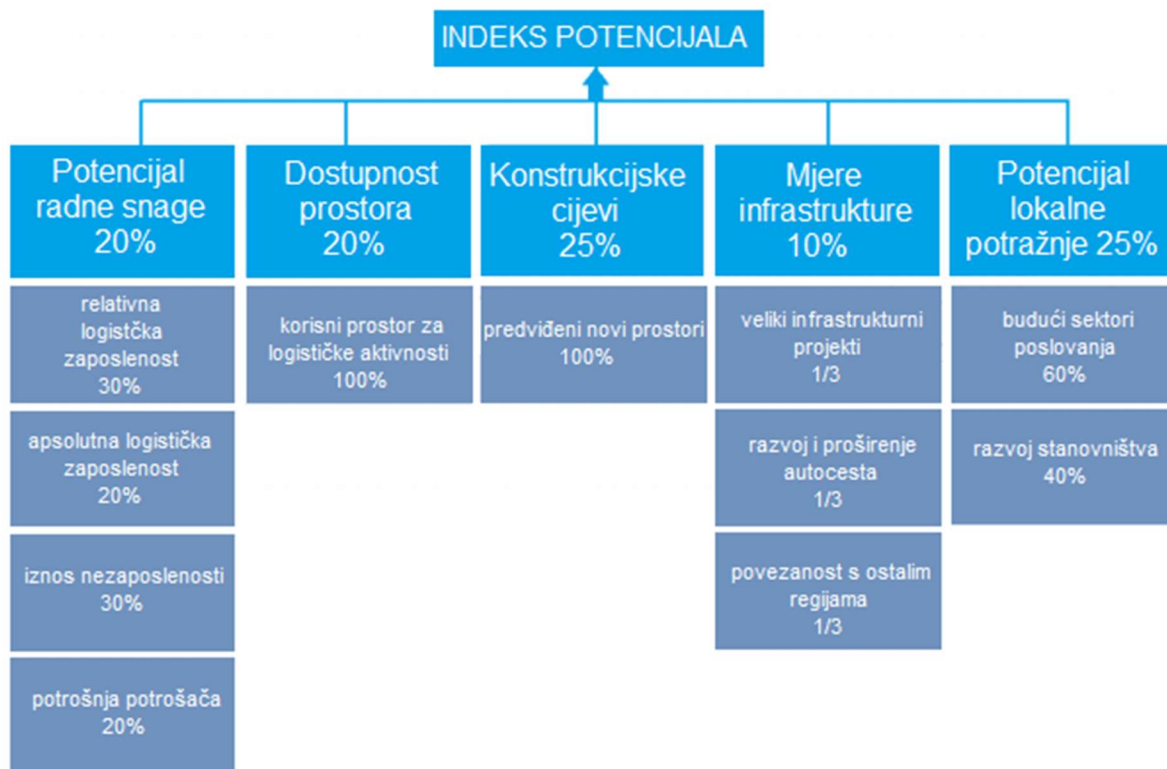 INDEKS POTENCIJALA
Potencijal
radne snage
20%
relativna
logistčka
zaposlenost
30%
apsolutna logistička
zaposlenost
20%
iznos nezaposlenosti
30%
potrošnja potrošača
20%
Dostupnost
prostora
20%
korisni prostor za
logističke aktivnosti
100%
Konstrukcijske
cijevi
25%
predviđeni novi prostori
100%
Mjere
infrastrukture
10%
veliki infrastrukturni
projekti
1/3
razvoj i proširenje
autocesta
1/3
povezanost s ostalim
regijama
1/3
Potencijal
lokalne
potražnje 25%
budući sektori
poslovanja
60%
razvoj stanovništva
40%